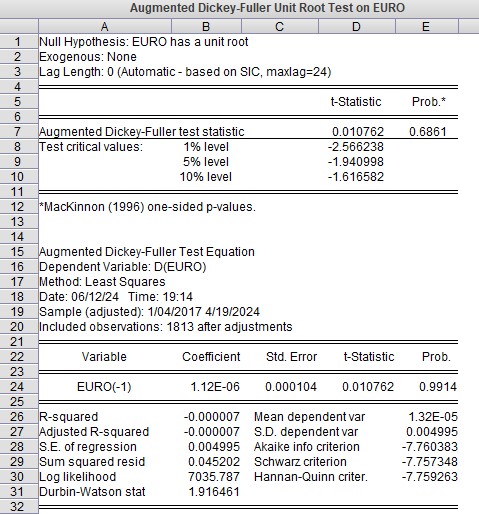 Augmented Dickey-Fuller Unit Root Test on EURO
A B C D E
1 Null Hypothesis: EURO has a unit root
2 Exogenous: None
3 Lag Length: 0 (Automatic - based on SIC, maxlag=24)
4
5 t-Statistic Prob.*
6
7 Augmented Dickey-Fuller test statistic 0.010762 0.6861
8 Test critical values: 1% level -2.566238
9 5% level -1.940998
10 10% level -1.616582
11
12 *MacKinnon (1996) one-sided p-values.
13
14
15 Augmented Dickey-Fuller Test Equation
16 Dependent Variable: D(EURO)
17 Method: Least Squares
18 Date: 06/12/24 Time: 19:14
19 Sample (adjusted): 1/04/2017 4/19/2024
20 Included observations: 1813 after adjustments
21
22 Variable Coefficient Std. Error t-Statistic Prob.
23
24 EURO(-1) 1.12E-06 0.000104 0.010762 0.9914
25
26 R-squared -0.000007 Mean dependent var 1.32E-05
27 Adjusted R-squared -0.000007 S.D. dependent var 0.004995
28 S.E. of regression 0.004995 Akaike info criterion -7.760383
29 Sum squared resid 0.045202 Schwarz criterion -7.757348
30 Log likelihood 7035.787 Hannan-Quinn criter. -7.759263
31 Durbin-Watson stat 1.916461
32